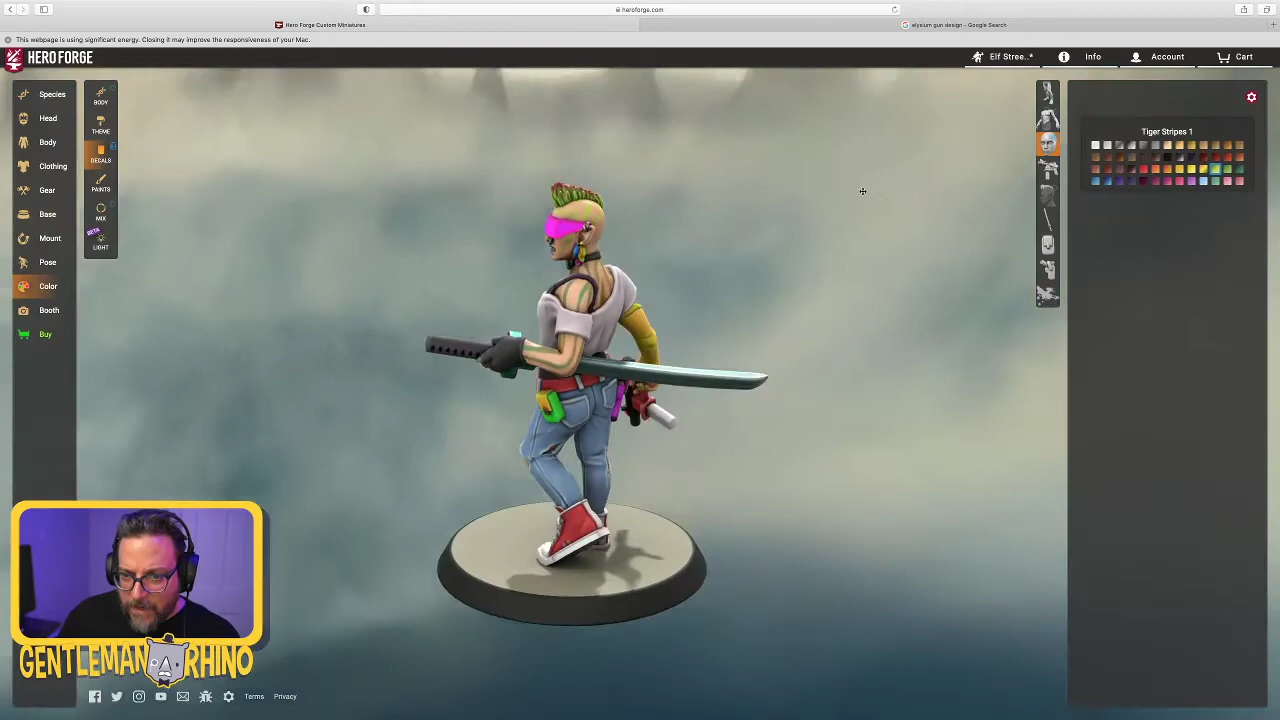 heroforge.com
Hero Forge Custom Miniatures
elysium gun design - Google Search
This webpage is using significant energy. Closing it may improve the responsiveness of your Mac.
HERO FORGE
Elf Stree..*
Info
Account
Cart
Species
Head
Body
Clothing
Gear
Base
Mount
Pose
Color
Booth
Buy
BODY
THEME
DECALS
PAINTS
MIX
BETA
LIGHT
Tiger Stripes 1
GENTLEMAN RHINO
Terms
Privacy